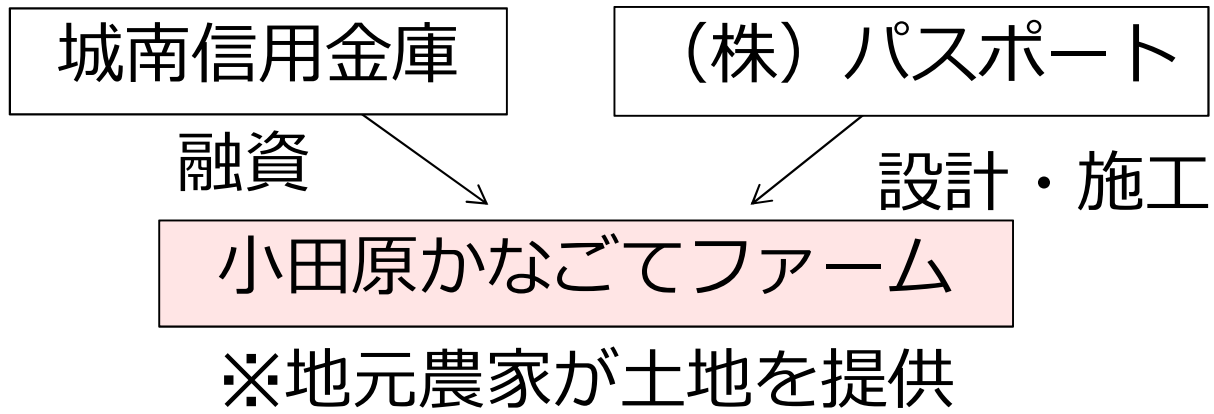 城南信用金庫
（株）パスポート
融資
設計・施工
小田原かなごてファーム
※地元農家が土地を提供